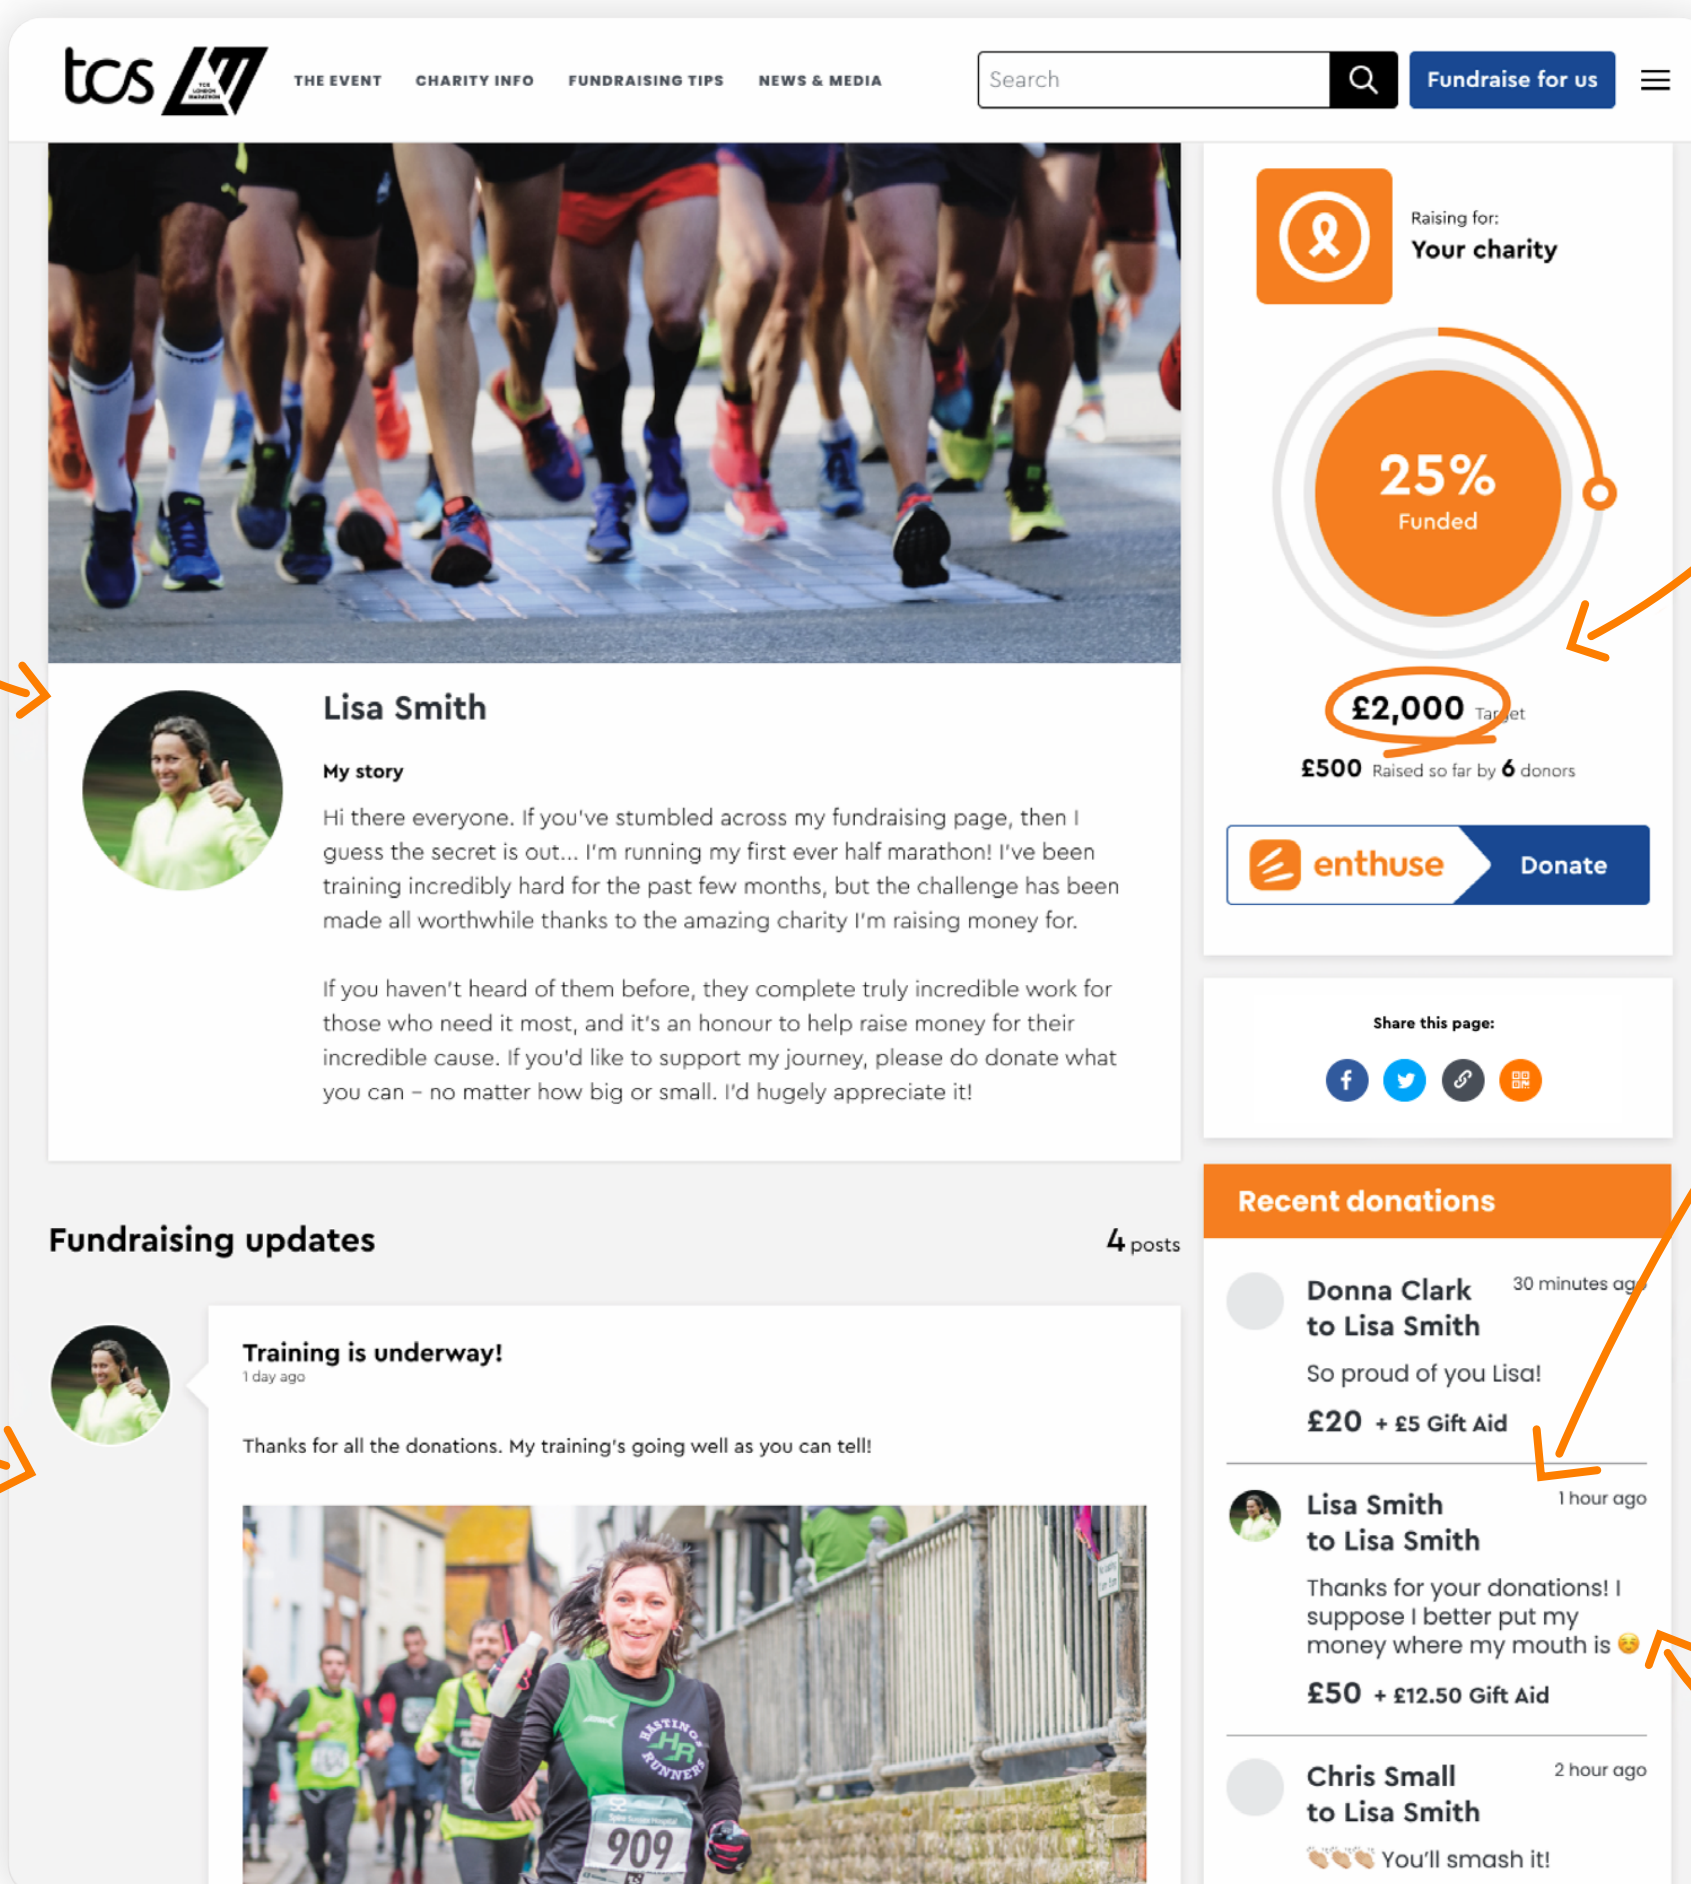 tcs
TCS
LONDON
MARATHON
THE EVENT
CHARITY INFO
FUNDRAISING TIPS
NEWS & MEDIA
Search
Fundraise for us
Raising for:
Your charity
25%
Funded
£2,000 Target
£500 Raised so far by 6 donors
enthuse
Donate
Share this page:
Lisa Smith
My story
Hi there everyone. If you've stumbled across my fundraising page, then I
guess the secret is out... I'm running my first ever half marathon! I've been
training incredibly hard for the past few months, but the challenge has been
made all worthwhile thanks to the amazing charity I'm raising money for.
If you haven't heard of them before, they complete truly incredible work for
those who need it most, and it's an honour to help raise money for their
incredible cause. If you'd like to support my journey, please do donate what
you can – no matter how big or small. I'd hugely appreciate it!
Fundraising updates
4 posts
Training is underway!
1 day ago
Thanks for all the donations. My training's going well as you can tell!
HASTINGS
HR
RUNNERS
909
Recent donations
Donna Clark
to Lisa Smith
30 minutes ago
So proud of you Lisa!
£20 + £5 Gift Aid
Lisa Smith
to Lisa Smith
1 hour ago
Thanks for your donations! I
suppose I better put my
money where my mouth is ☺️
£50 + £12.50 Gift Aid
Chris Small
to Lisa Smith
2 hour ago
👏🏼👏🏼👏🏼 You'll smash it!